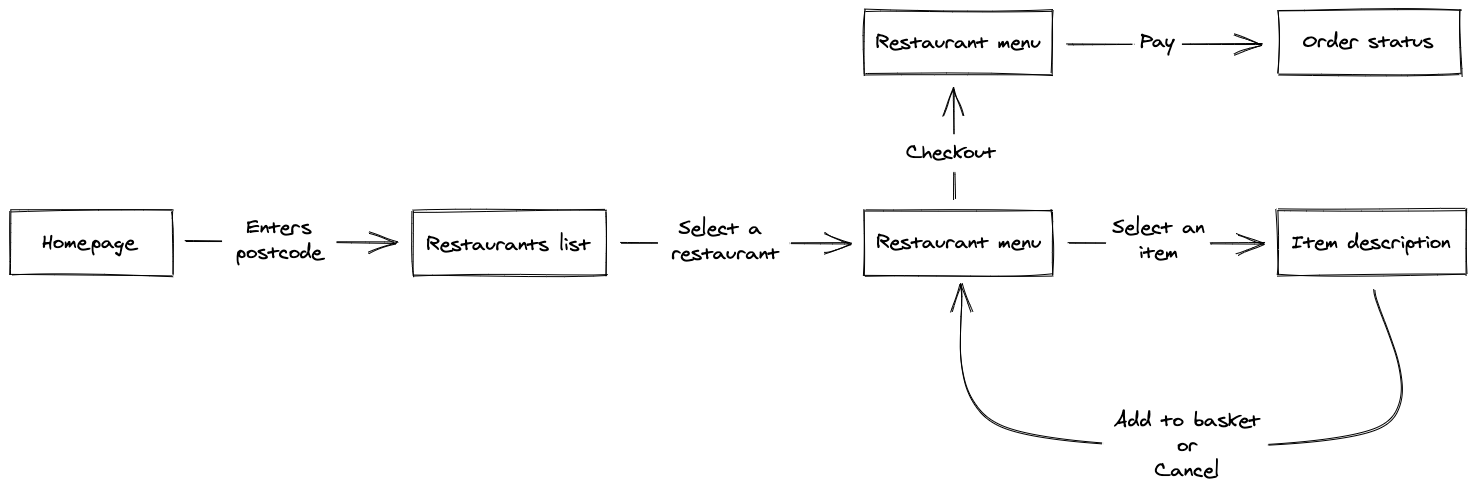 Restaurant menu
Pay
Order status
Checkout
Homepage
Enters
postcode
Restaurants list
Select a
restaurant
Restaurant menu
Select an
item
Item description
Add to basket
or
Cancel